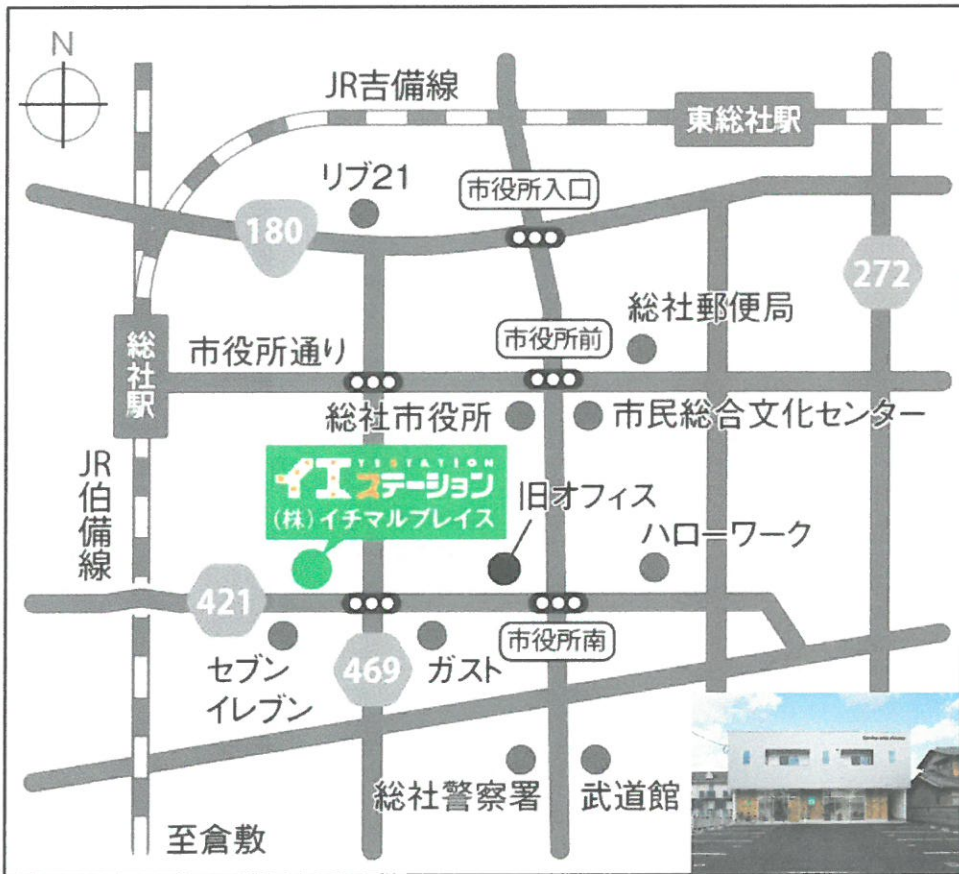 N
JR吉備線
東総社駅
リブ21
市役所入口
180
272
総社郵便局
市役所前
市役所通り
総社駅
総社市役所
市民総合文化センター
JR伯備線
イエステーション
YESTATION
(株)イチマルプレイス
旧オフィス
ハローワーク
421
市役所南
セブン
イレブン
469
ガスト
総社警察署
武道館
至倉敷